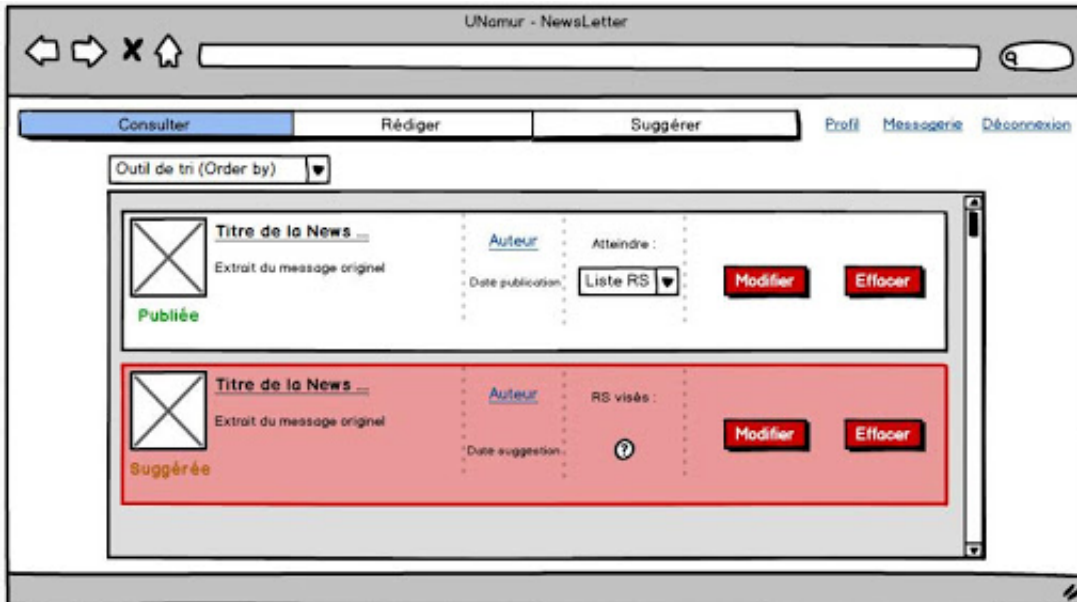 UNamur - NewsLetter
Consulter Rédiger Suggérer Profil Messagerie Déconnexion
Outil de tri (Order by)
Titre de la News ...
Extrait du message originel
Publiée
Auteur
Date publication
Atteindre :
Liste RS
Modifier Effacer
Titre de la News ...
Extrait du message originel
Suggérée
Auteur
Date suggestion
RS visés :
?
Modifier Effacer